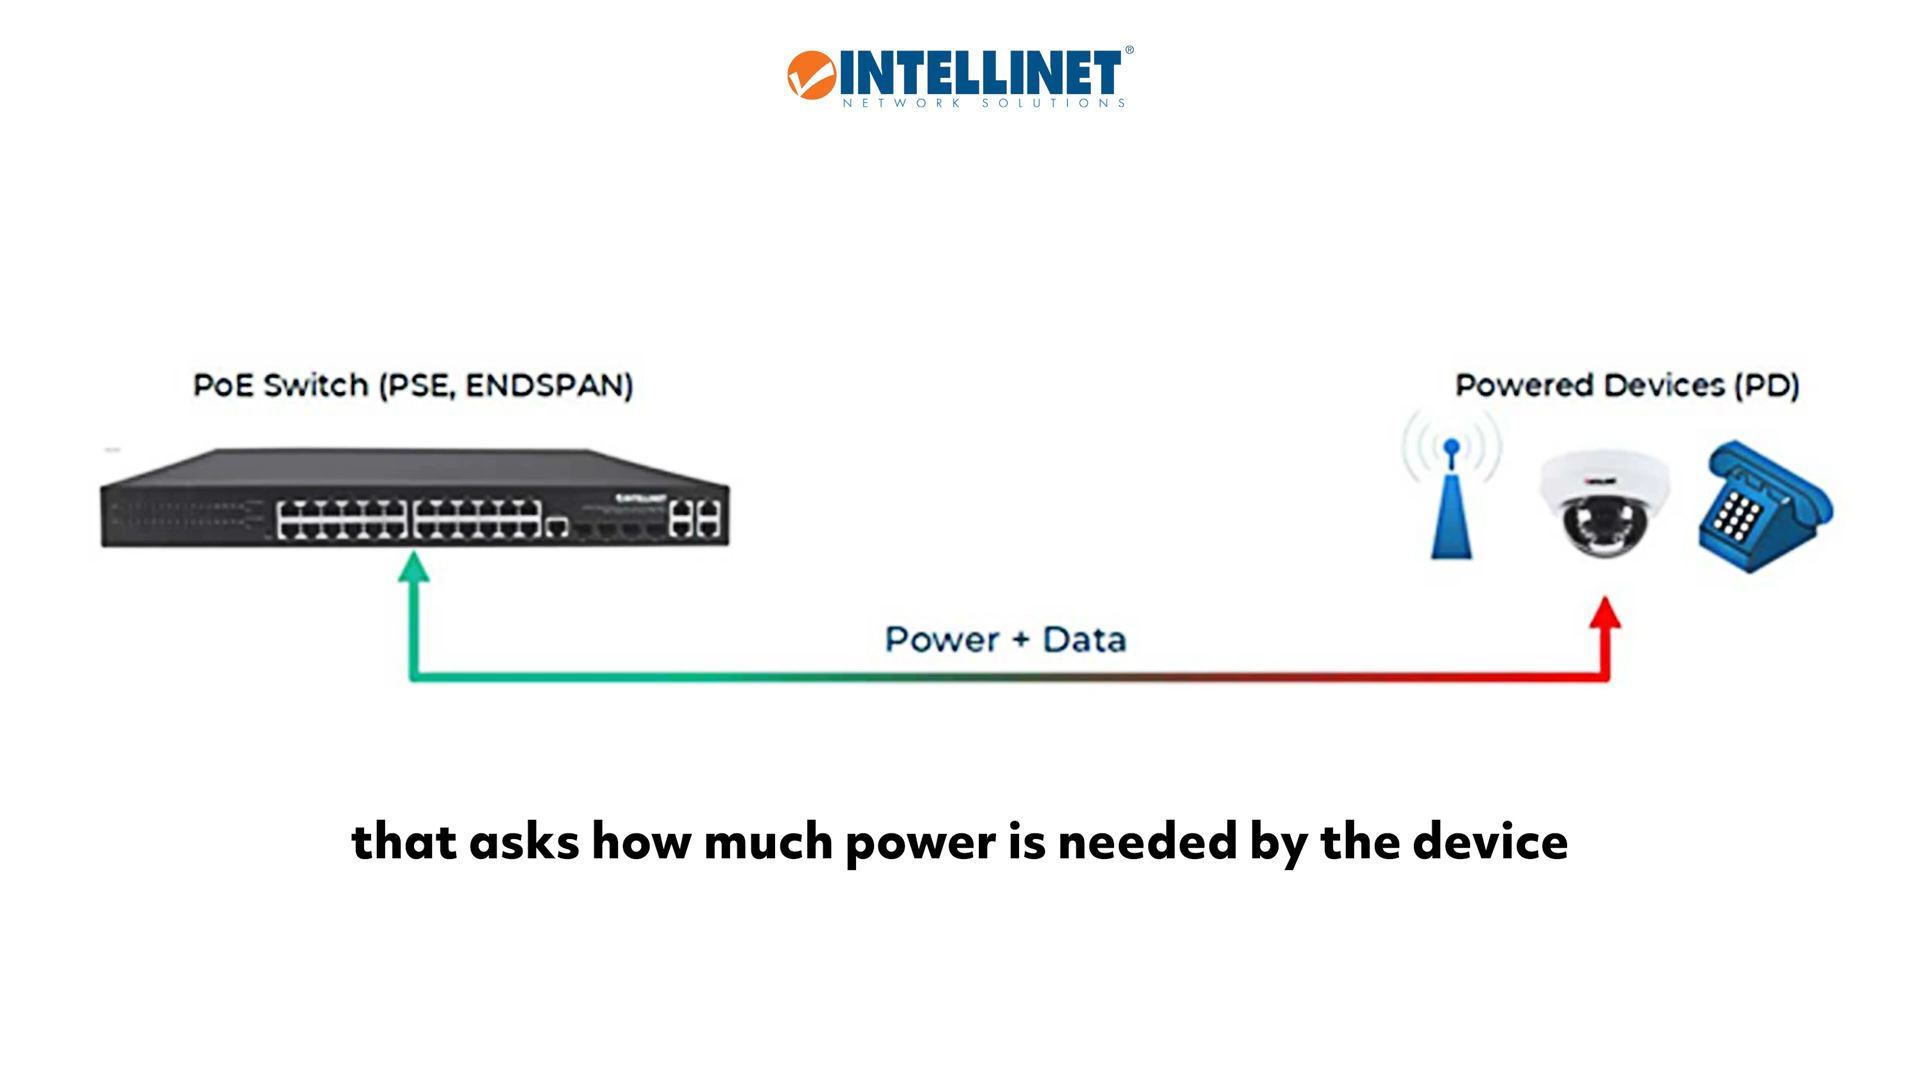 INTELLINET®
NETWORK SOLUTIONS
PoE Switch (PSE, ENDSPAN)
Powered Devices (PD)
INTELLINET
Power + Data
that asks how much power is needed by the device